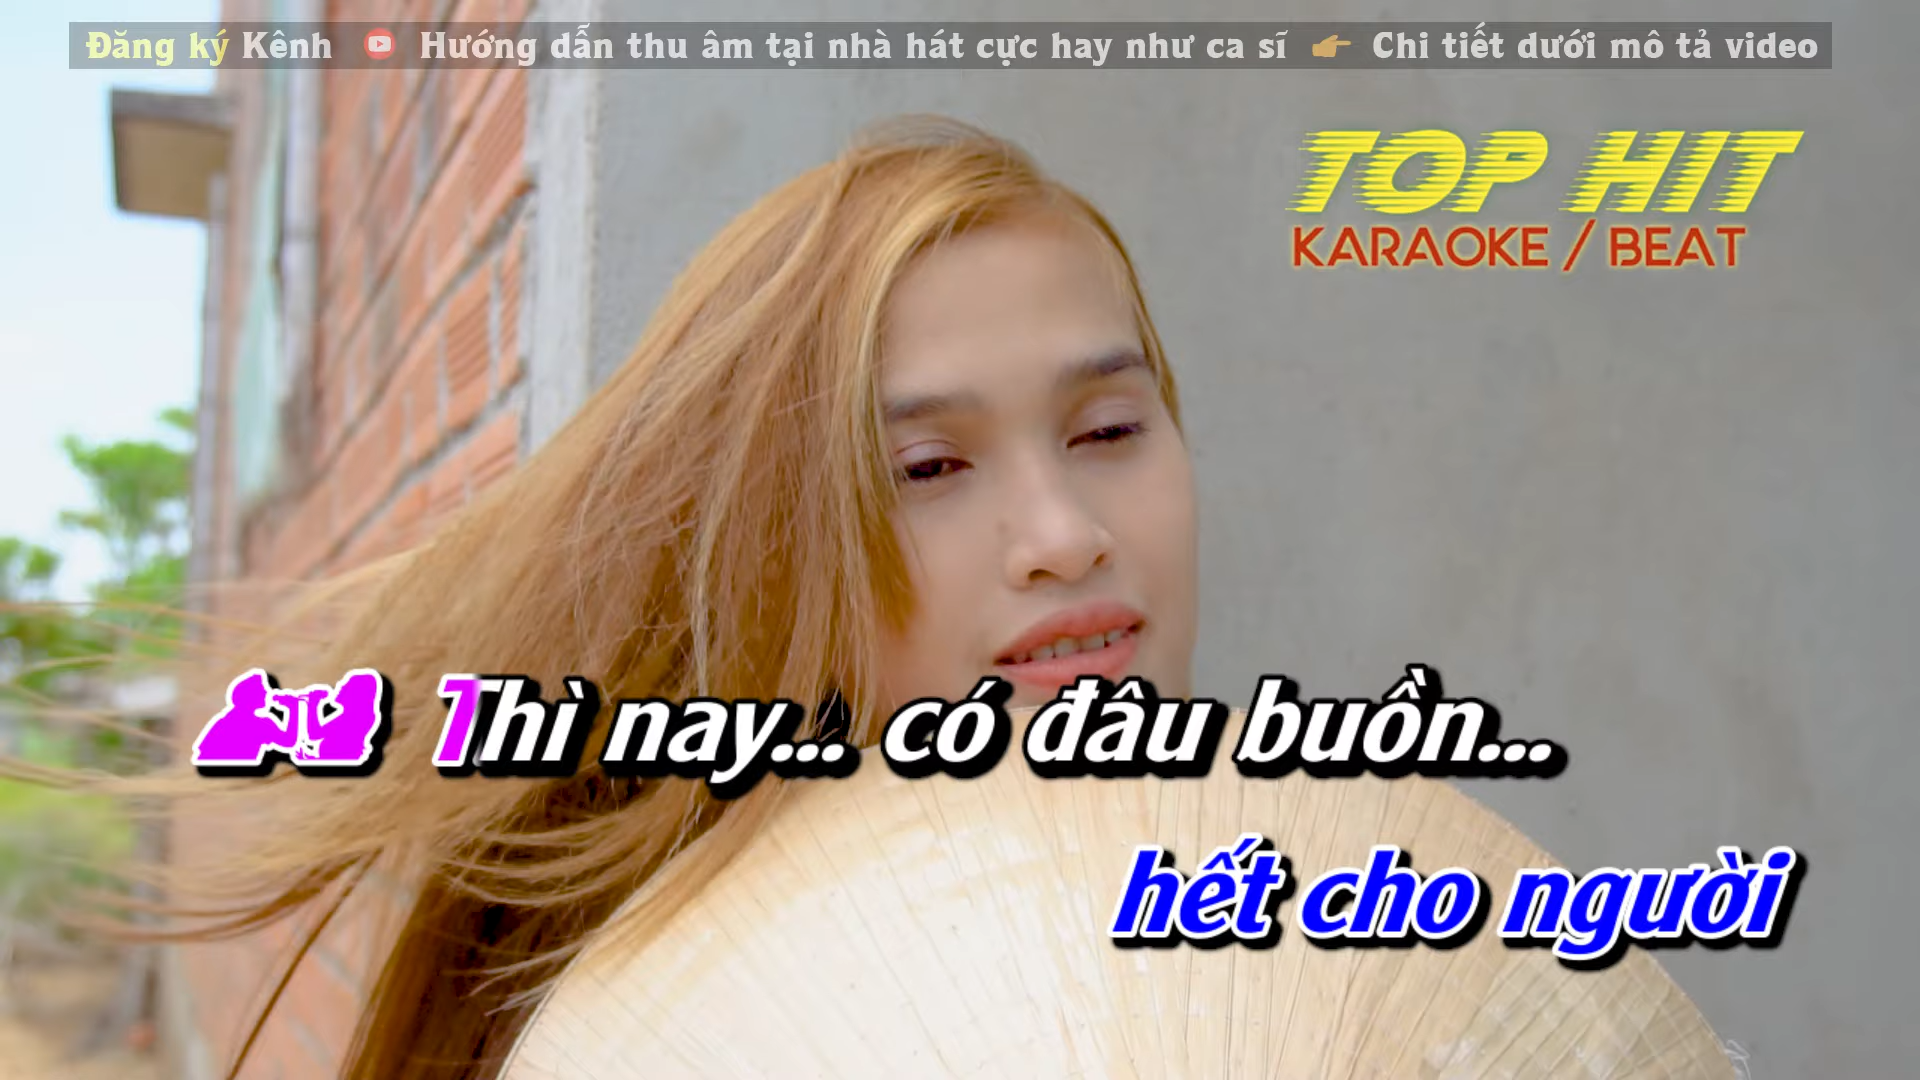 Đăng ký Kênh Hướng dẫn thu âm tại nhà hát cực hay như ca sĩ 👉 Chi tiết dưới mô tả video
TOP HIT
KARAOKE / BEAT
Thì nay... có đâu buồn...
hết cho người